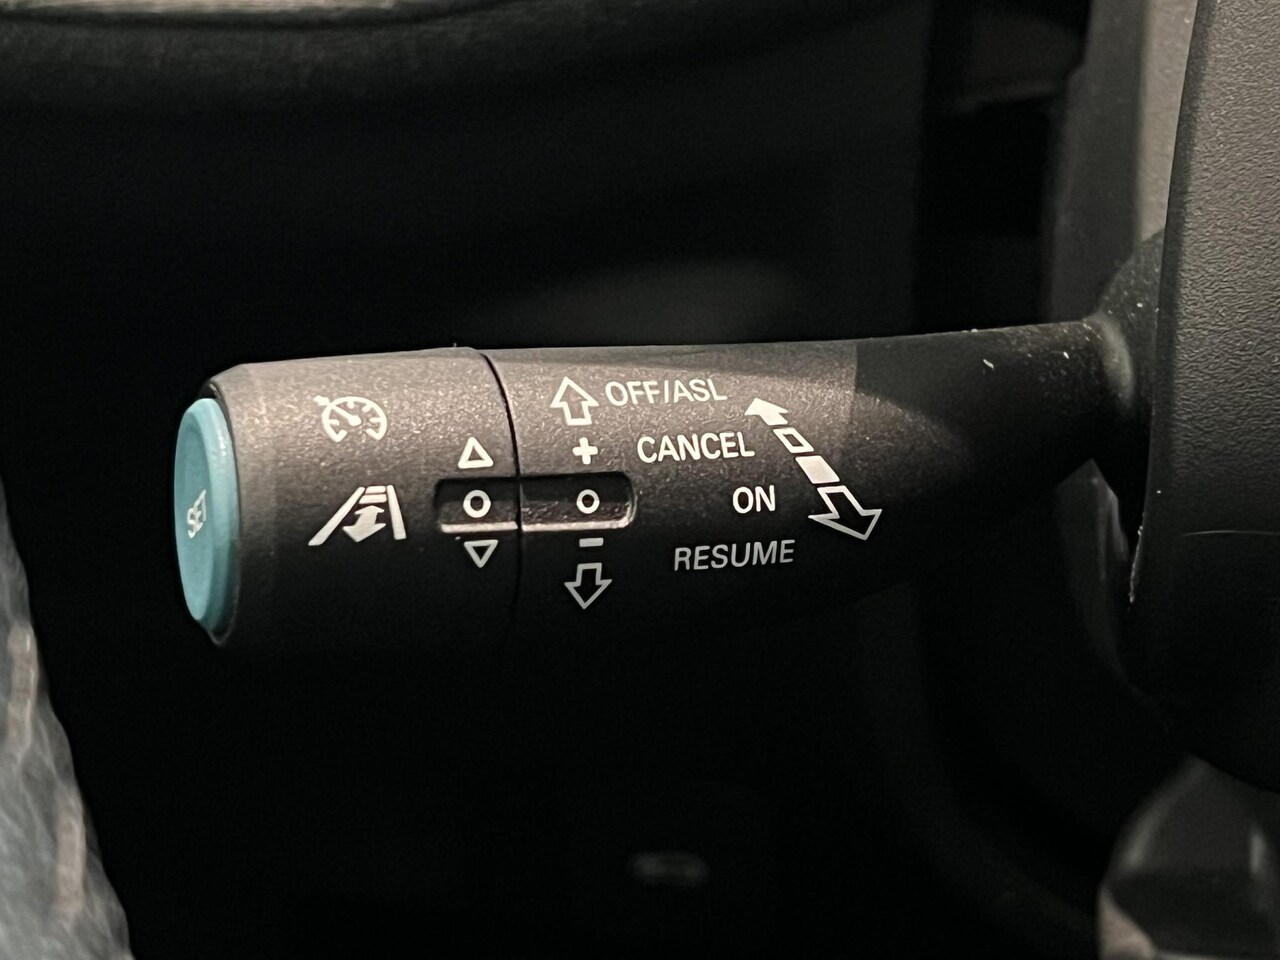 OFF/ASL
+
CANCEL
SET
ON
-
RESUME